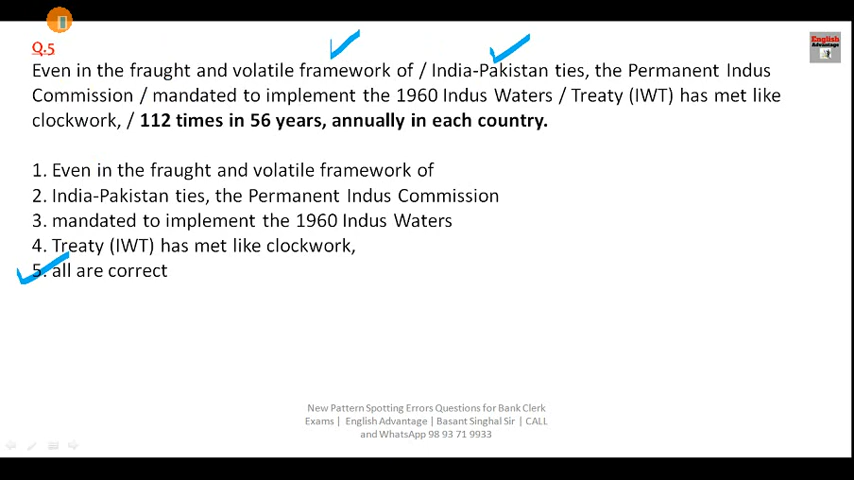 Q.5
English
Advantage
Even in the fraught and volatile framework of / India-Pakistan ties, the Permanent Indus
Commission / mandated to implement the 1960 Indus Waters / Treaty (IWT) has met like
clockwork, / 112 times in 56 years, annually in each country.
1. Even in the fraught and volatile framework of
2. India-Pakistan ties, the Permanent Indus Commission
3. mandated to implement the 1960 Indus Waters
4. Treaty (IWT) has met like clockwork,
5. all are correct
New Pattern Spotting Errors Questions for Bank Clerk
Exams | English Advantage | Basant Singhal Sir | CALL
and WhatsApp 98 93 71 9933